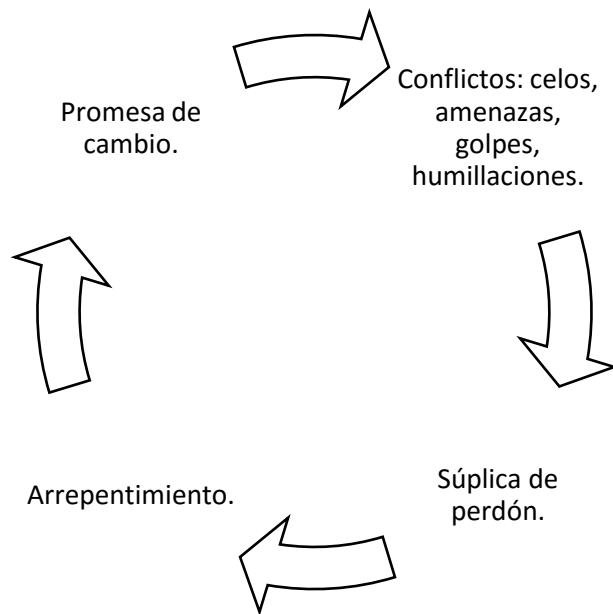 Promesa de
cambio.
Conflictos: celos,
amenazas,
golpes,
humillaciones.
Súplica de
perdón.
Arrepentimiento.